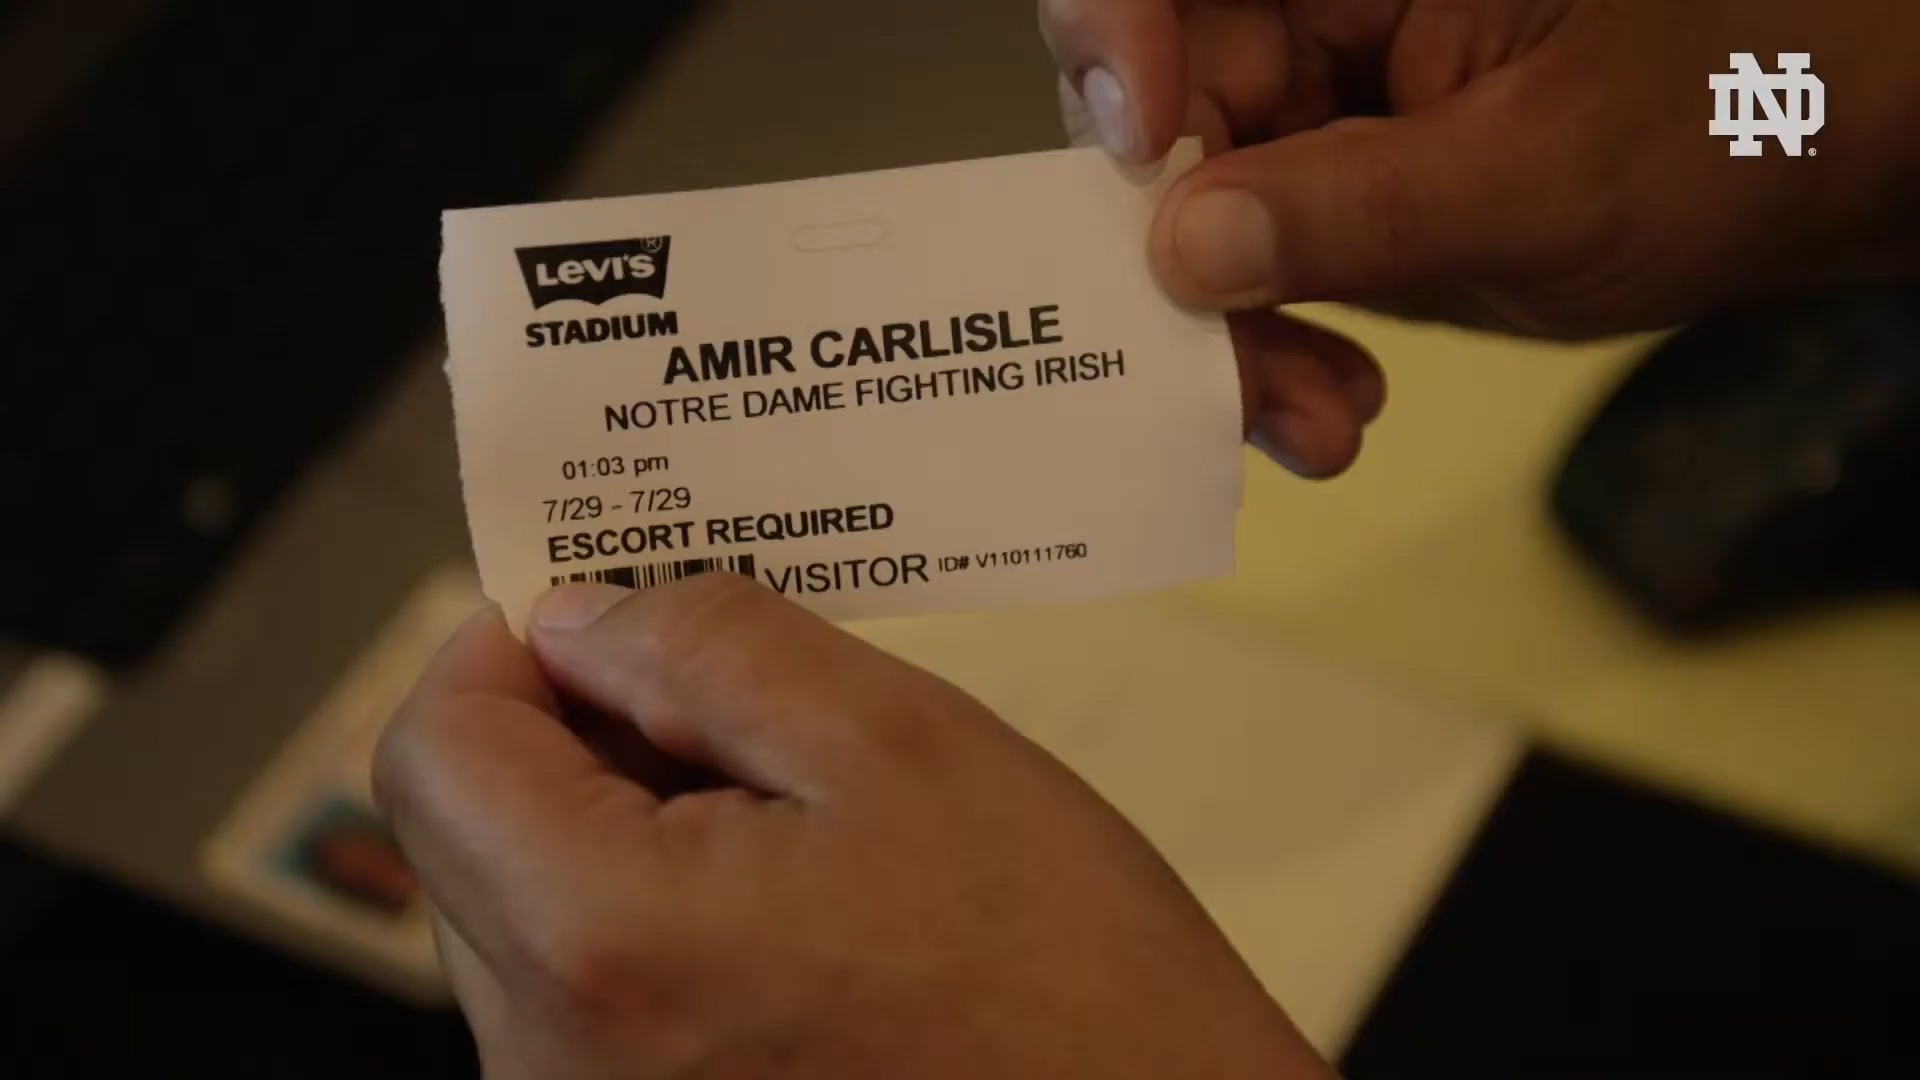 LEVI'S
®
STADIUM
AMIR CARLISLE
NOTRE DAME FIGHTING IRISH
01:03 pm
7/29 - 7/29
ESCORT REQUIRED
VISITOR ID# V110111760
ND
®